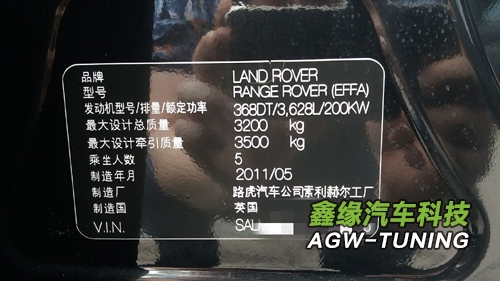 品牌 LAND ROVER
型号 RANGE ROVER (EFFA)
发动机型号/排量/额定功率 368DT/3,628L/200KW
最大设计总质量 3200 kg
最大设计牵引质量 3500 kg
乘坐人数 5
制造年月 2011/05
制造厂 路虎汽车公司索利赫尔工厂
制造国 英国
V.I.N. SAL
鑫缘汽车科技
AGW-TUNING